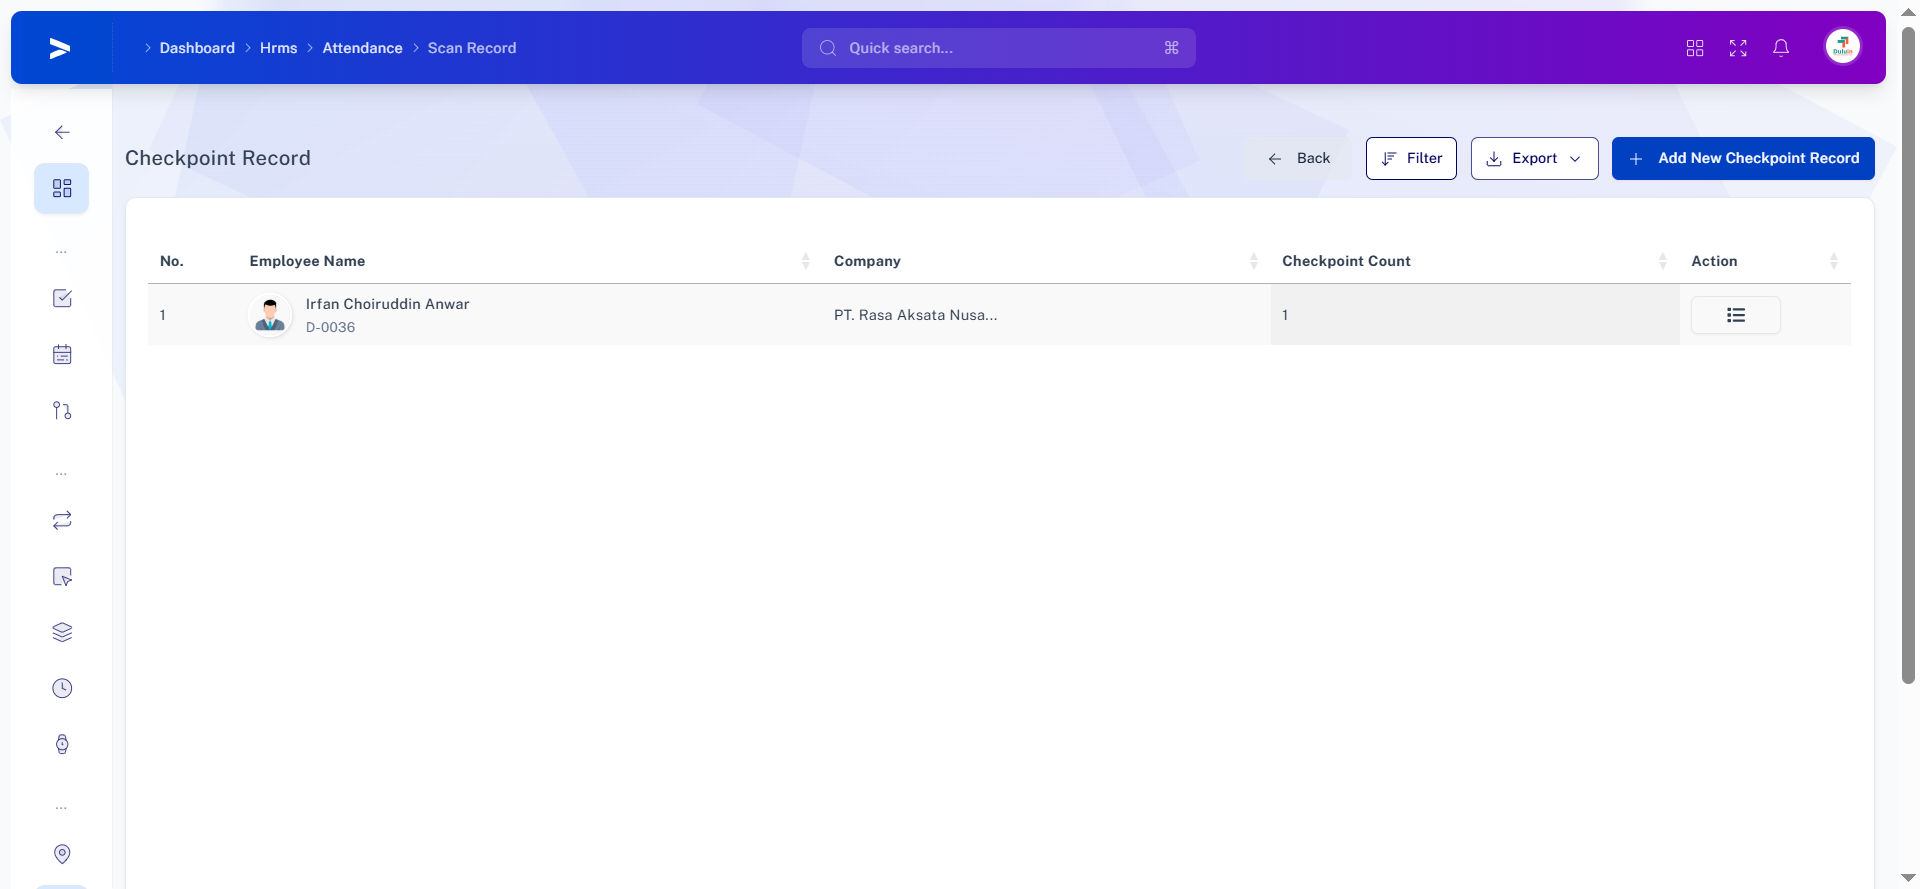 Dashboard Hrms Attendance Scan Record
Quick search... ⌘
Duluin
Checkpoint Record
Back
Filter
Export
Add New Checkpoint Record
No. Employee Name Company Checkpoint Count Action
1 Irfan Choiruddin Anwar PT. Rasa Aksata Nusa... 1
D-0036
...
...
...